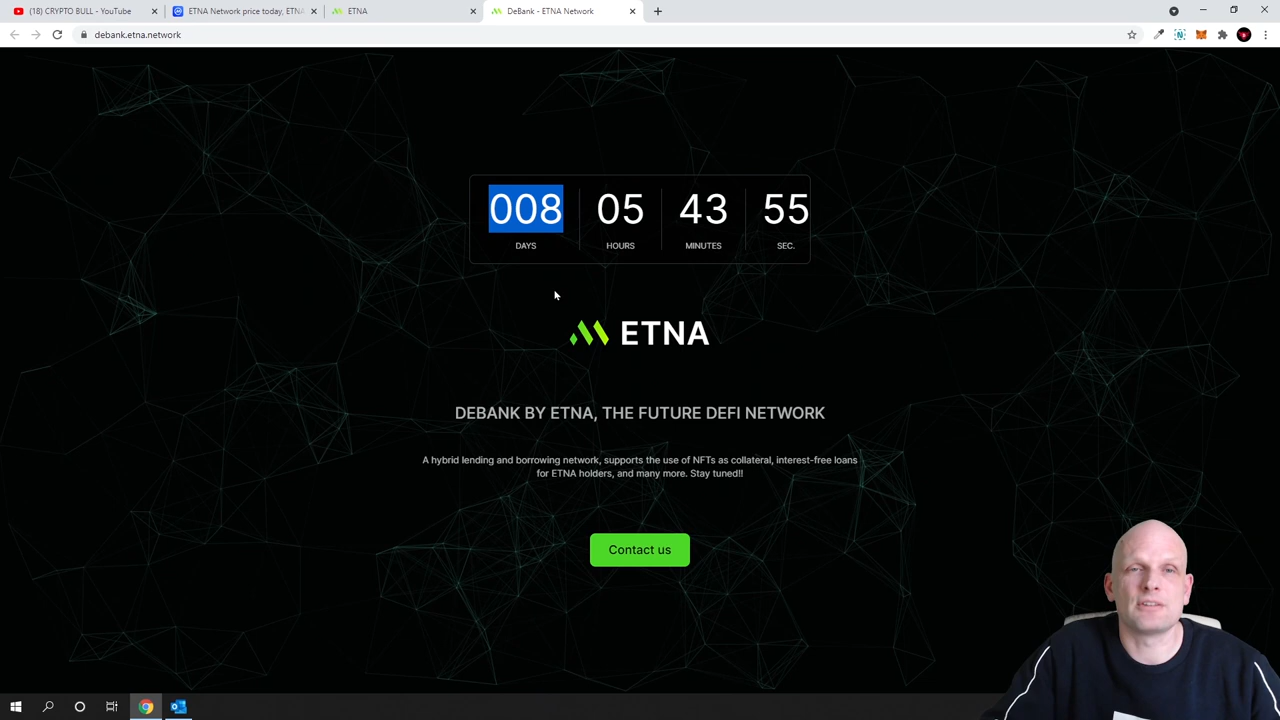 (18) CRYPTO BULL - YouTube
ETNA Network price today, ETNA
ETNA
DeBank - ETNA Network
debank.etna.network
008 05 43 55
DAYS HOURS MINUTES SEC.
ETNA
DEBANK BY ETNA, THE FUTURE DEFI NETWORK
A hybrid lending and borrowing network, supports the use of NFTs as collateral, interest-free loans
for ETNA holders, and many more. Stay tuned!!
Contact us